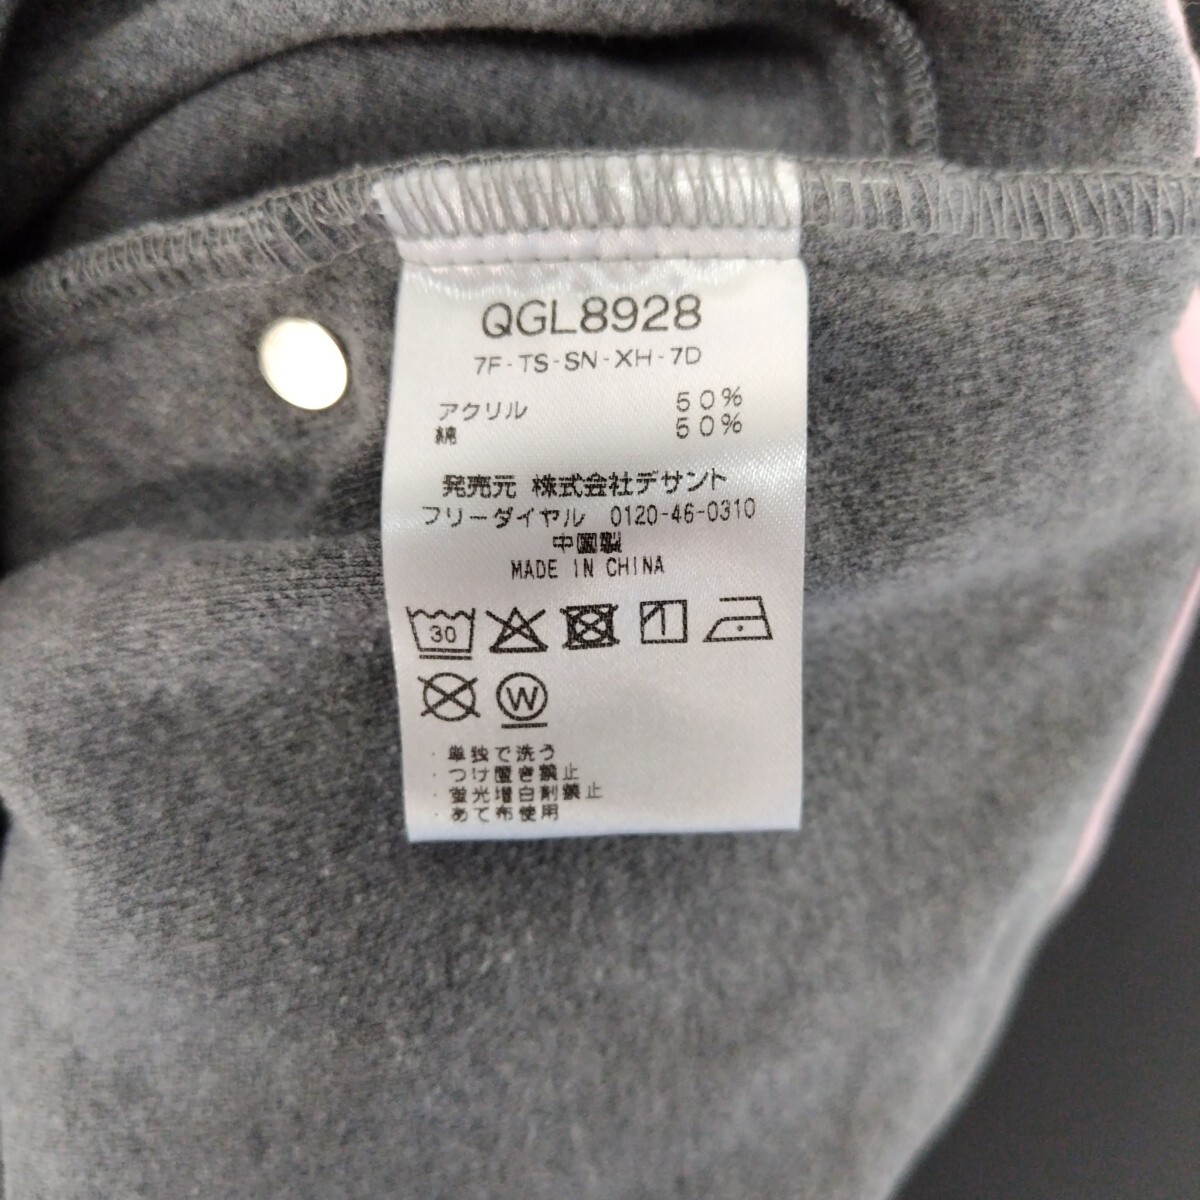 QGL8928
7F-TS-SN-XH-7D
アクリル 50%
綿 50%
発売元 株式会社デサント
フリーダイヤル 0120-46-0310
中国製
MADE IN CHINA
30
W
・単独で洗う
・つけ置き禁止
・蛍光増白剤禁止
・あて布使用